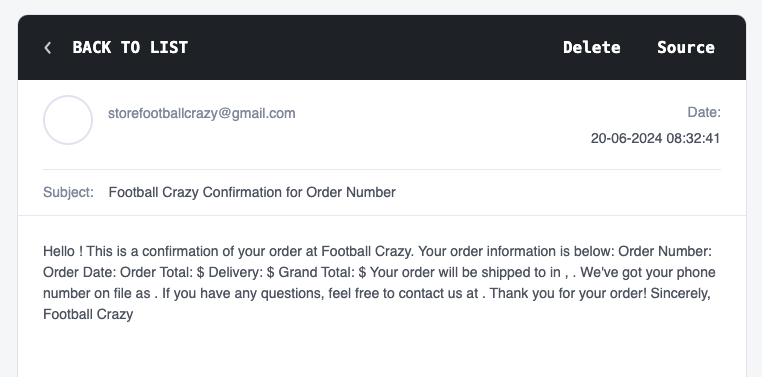 BACK TO LIST
Delete
Source
storefootballcrazy@gmail.com
Date:
20-06-2024 08:32:41
Subject: Football Crazy Confirmation for Order Number
Hello ! This is a confirmation of your order at Football Crazy. Your order information is below: Order Number:
Order Date: Order Total: $ Delivery: $ Grand Total: $ Your order will be shipped to in , . We've got your phone
number on file as . If you have any questions, feel free to contact us at . Thank you for your order! Sincerely,
Football Crazy